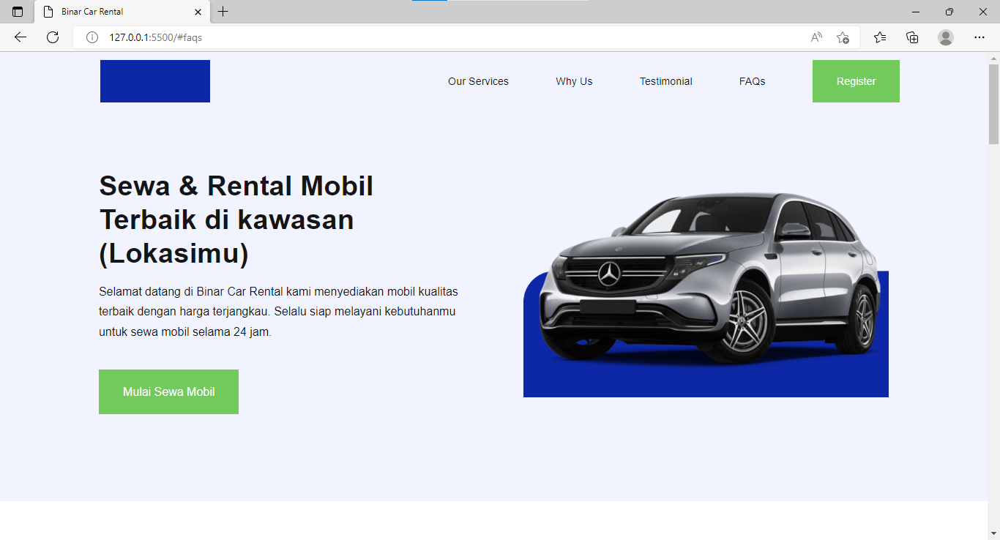 Binar Car Rental
127.0.0.1:5500/#faqs
Our Services
Why Us
Testimonial
FAQs
Register
Sewa & Rental Mobil
Terbaik di kawasan
(Lokasimu)
Selamat datang di Binar Car Rental kami menyediakan mobil kualitas
terbaik dengan harga terjangkau. Selalu siap melayani kebutuhanmu
untuk sewa mobil selama 24 jam.
Mulai Sewa Mobil